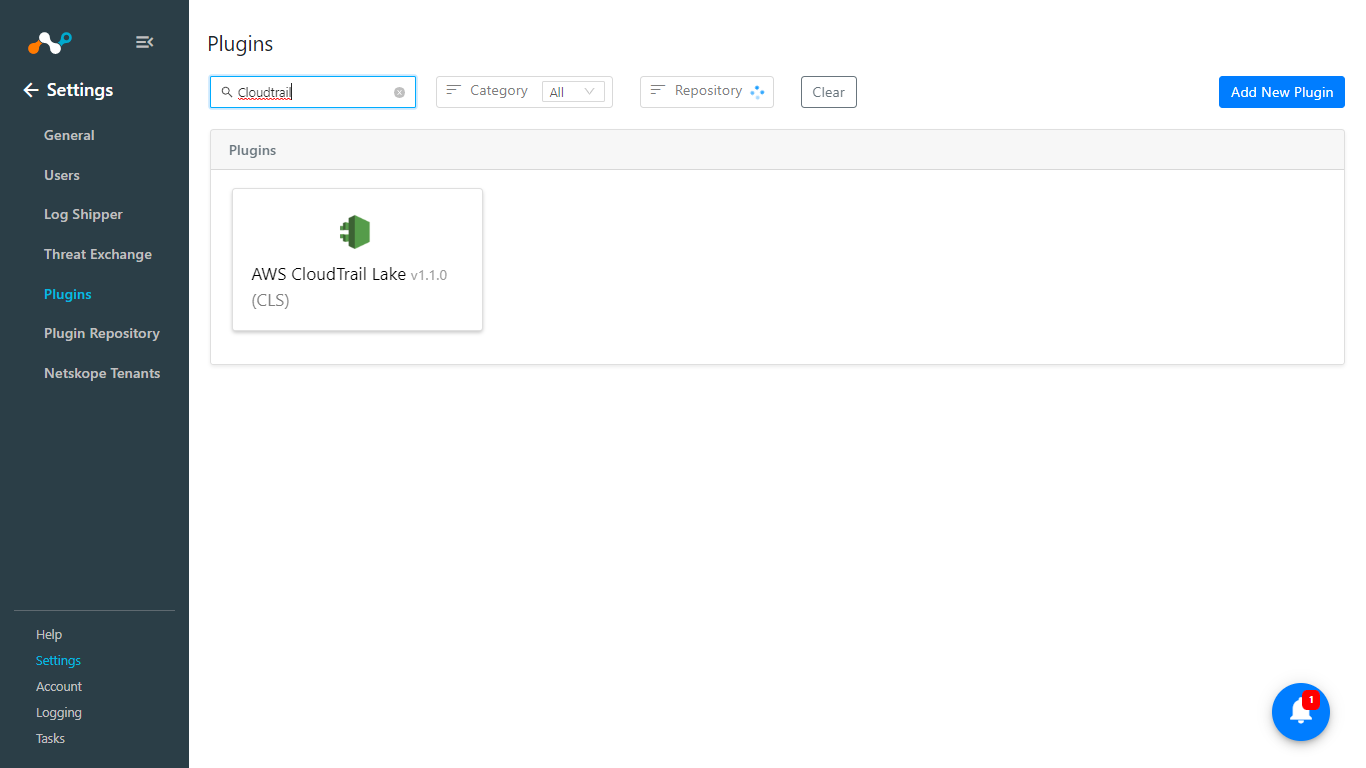 Settings
General
Users
Log Shipper
Threat Exchange
Plugins
Plugin Repository
Netskope Tenants
Help
Settings
Account
Logging
Tasks
Plugins
Cloudtrail
Category All
Repository
Clear
Add New Plugin
Plugins
AWS CloudTrail Lake v1.1.0
(CLS)
1